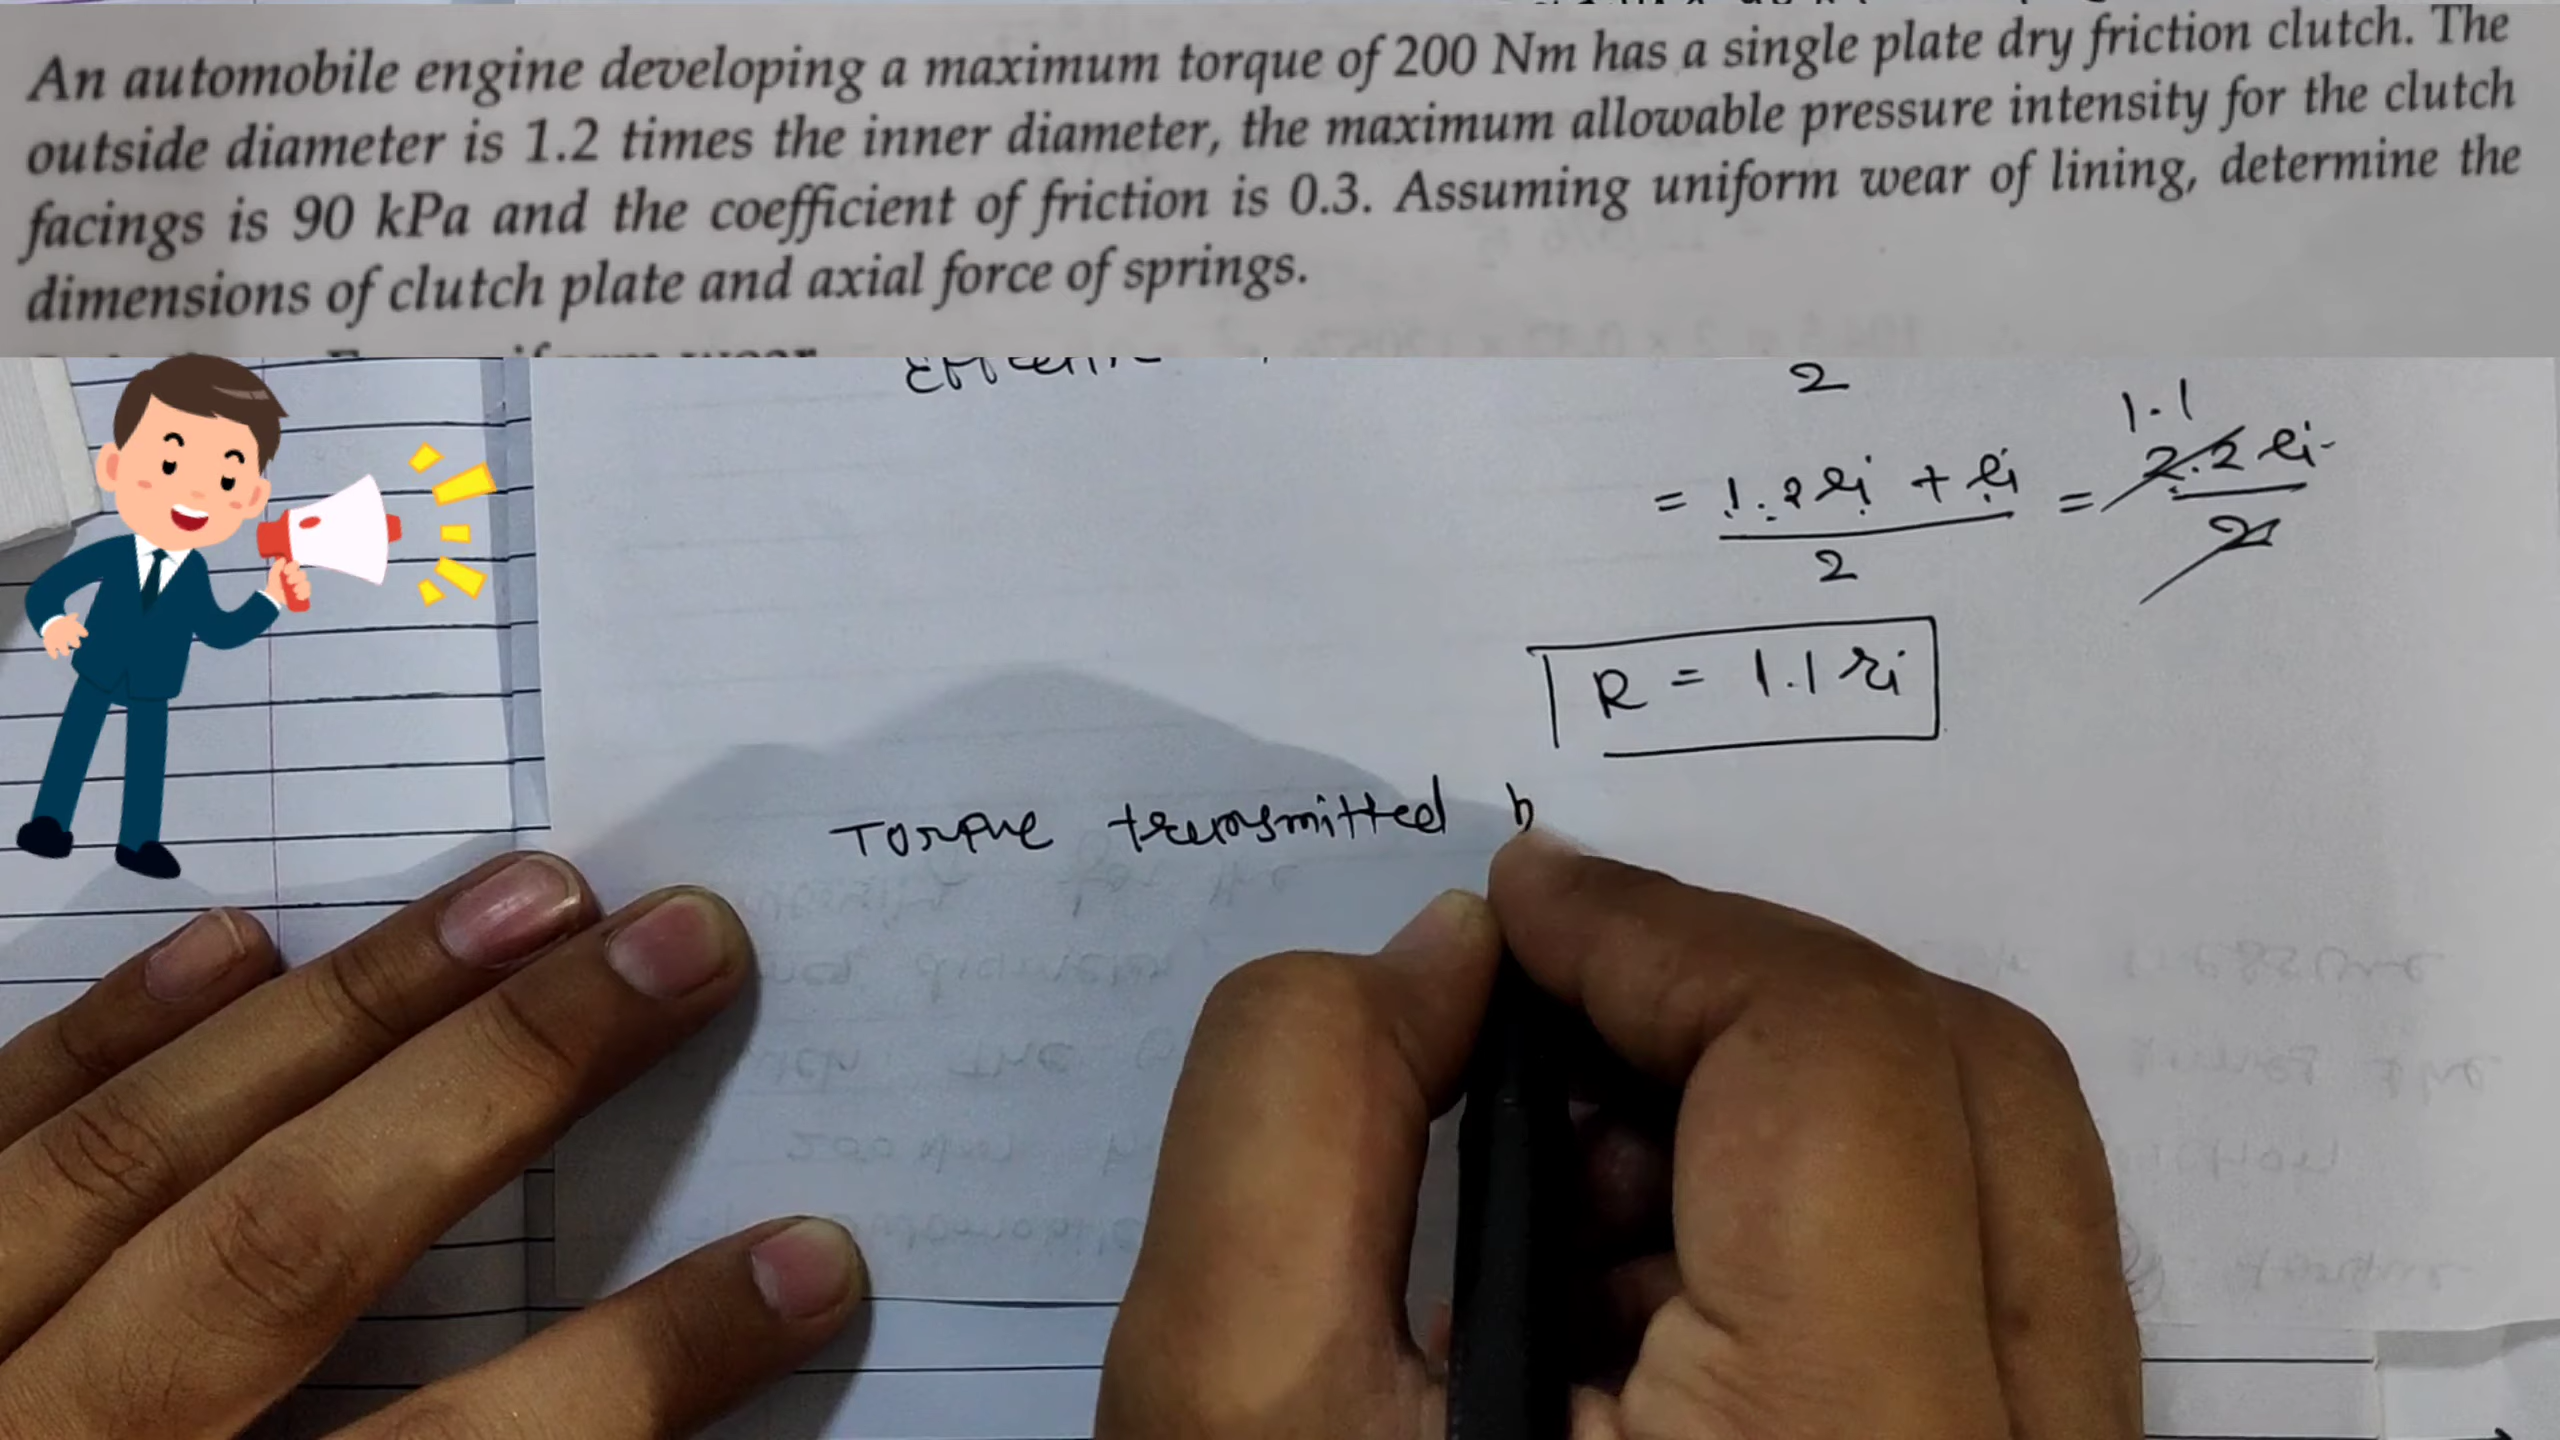 An automobile engine developing a maximum torque of 200 Nm has a single plate dry friction clutch. The
outside diameter is 1.2 times the inner diameter, the maximum allowable pressure intensity for the clutch
facings is 90 kPa and the coefficient of friction is 0.3. Assuming uniform wear of lining, determine the
dimensions of clutch plate and axial force of springs.
2
= 1.2 ri + ri / 2 = 2.2 ri / 2
1.1
R = 1.1 ri
Torque transmitted b